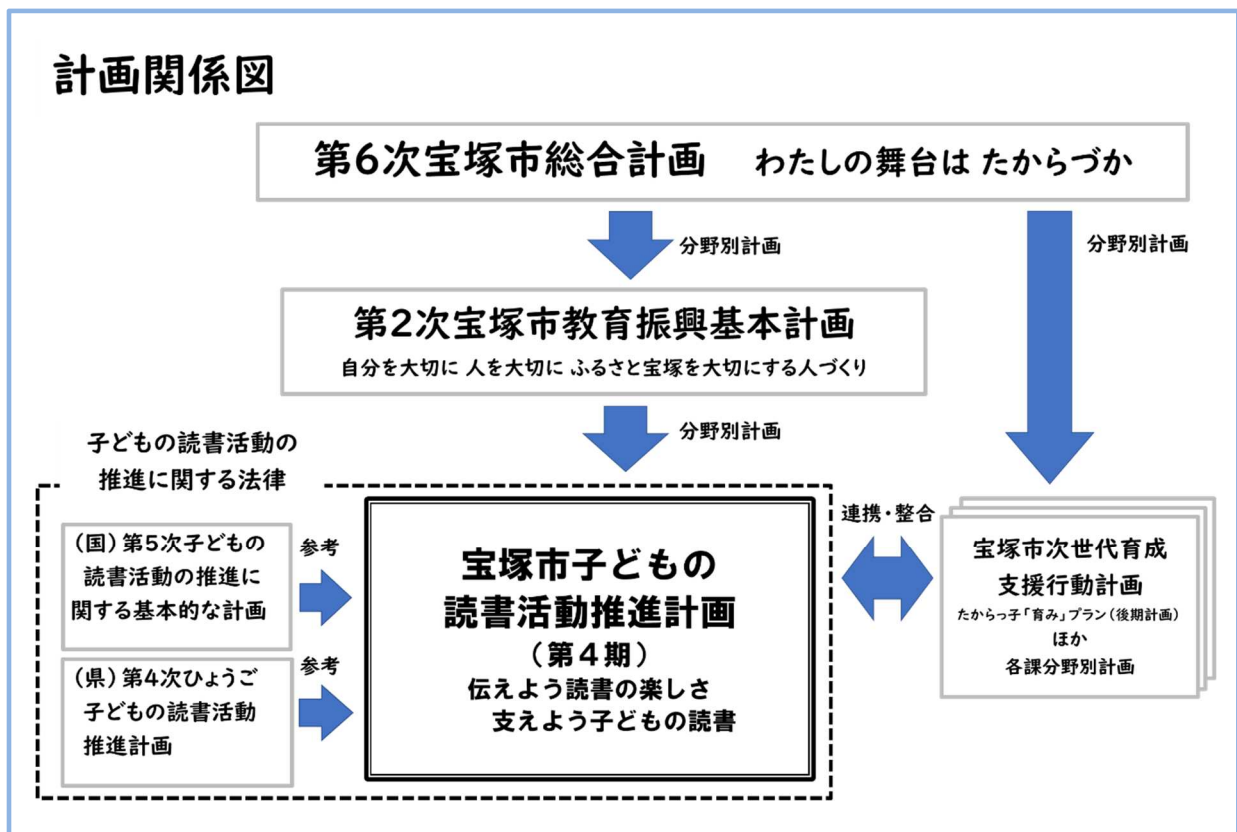 計画関係図
第6次宝塚市総合計画 わたしの舞台は たからづか
分野別計画
分野別計画
第2次宝塚市教育振興基本計画
自分を大切に 人を大切に ふるさと宝塚を大切にする人づくり
分野別計画
子どもの読書活動の
推進に関する法律
(国)第5次子どもの
読書活動の推進に
関する基本的な計画
参考
(県)第4次ひょうご
子どもの読書活動
推進計画
参考
宝塚市子どもの
読書活動推進計画
(第4期)
伝えよう読書の楽しさ
支えよう子どもの読書
連携・整合
宝塚市次世代育成
支援行動計画
たからっ子「育み」プラン(後期計画)
ほか
各課分野別計画